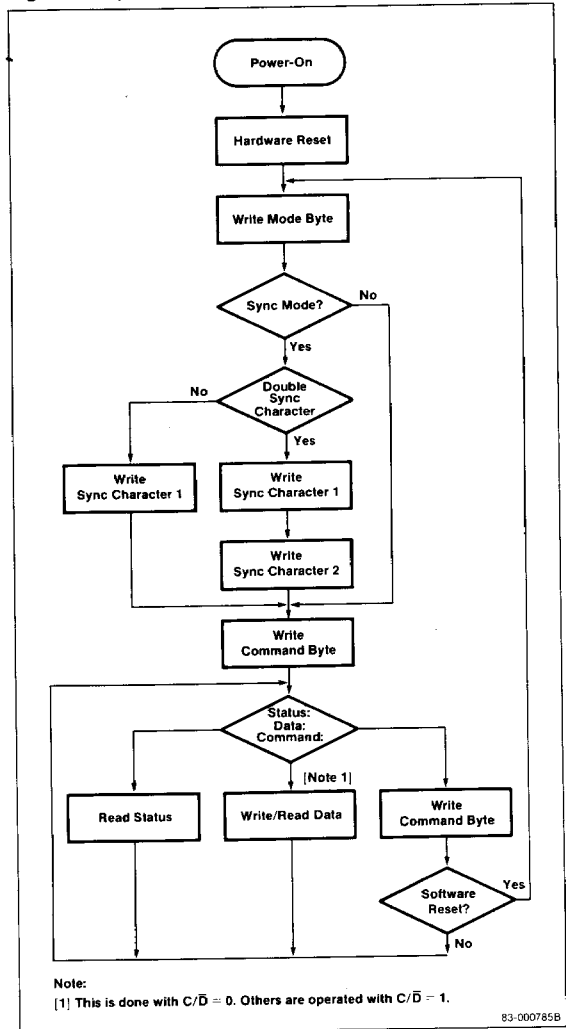 Power-On
Hardware Reset
Write Mode Byte
Sync Mode?
No
Yes
Double
Sync
Character
No
Yes
Write
Sync Character 1
Write
Sync Character 1
Write
Sync Character 2
Write
Command Byte
Status:
Data:
Command:
[Note 1]
Read Status
Write/Read Data
Write
Command Byte
Software
Reset?
Yes
No
Note:
[1] This is done with C/D̅ = 0. Others are operated with C/D̅ = 1.
83-000785B